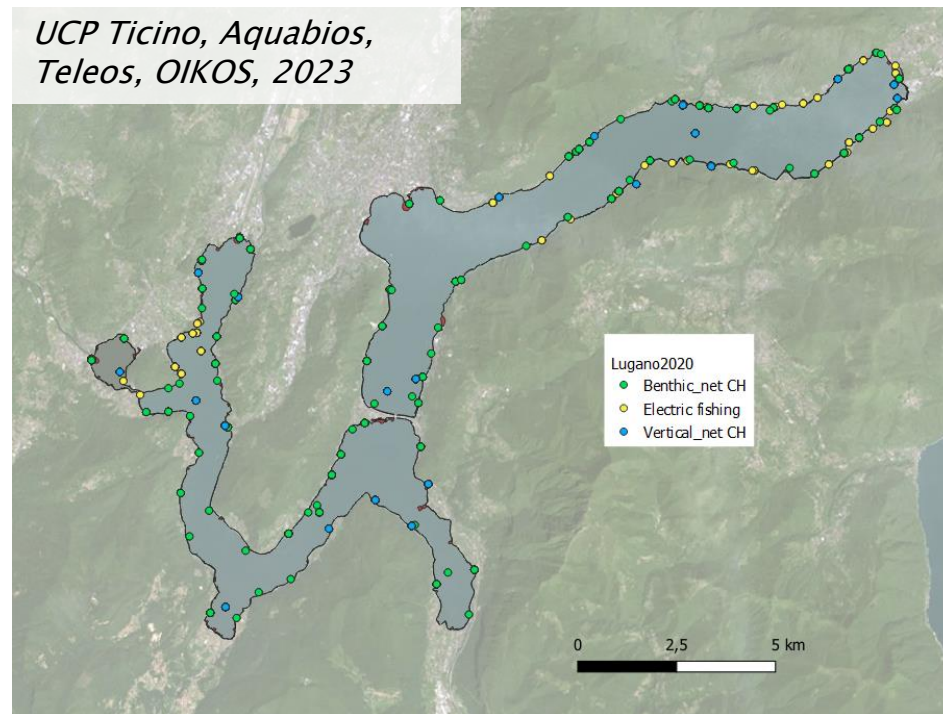 UCP Ticino, Aquabios,
Teleos, OIKOS, 2023
Lugano2020
Benthic_net CH
Electric fishing
Vertical_net CH
0 2,5 5 km